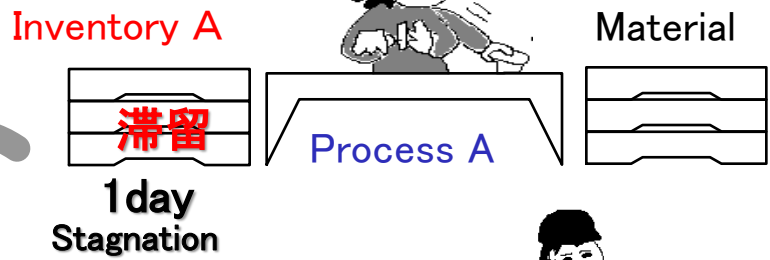 Inventory A
Material
滞留
Process A
1day
Stagnation